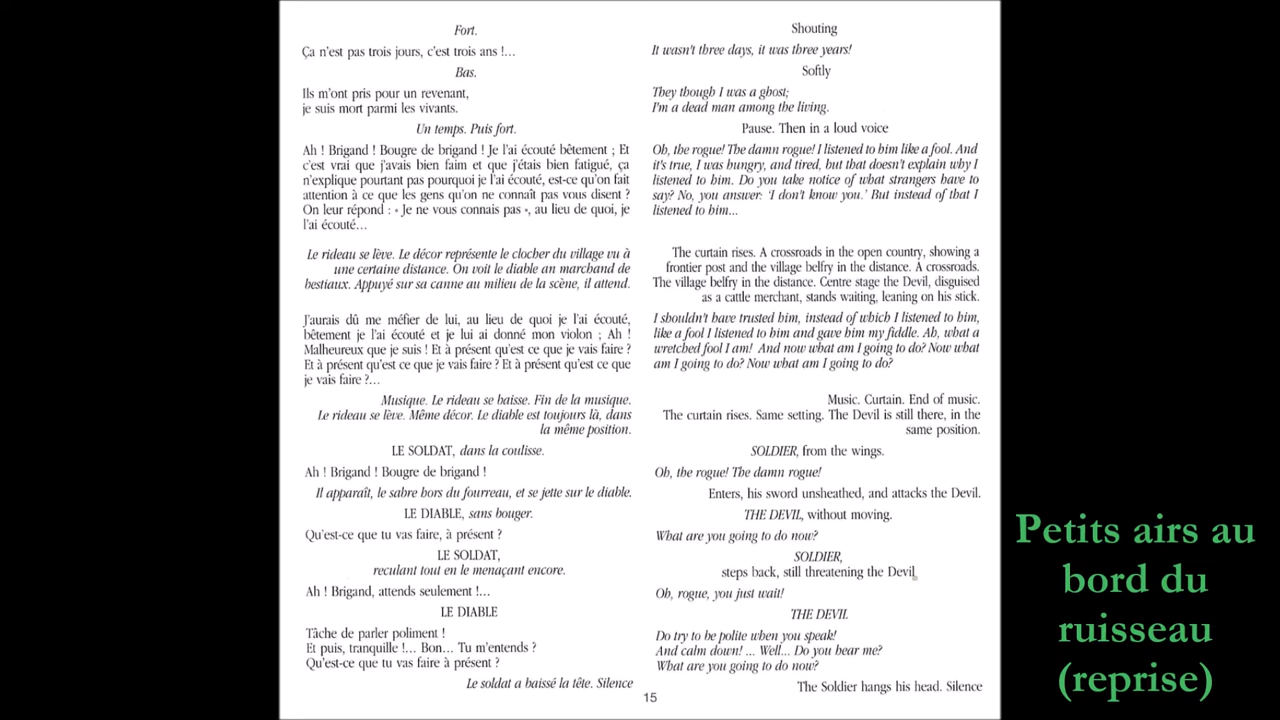 Fort.
Ça n'est pas trois jours, c'est trois ans !…
Bas.
Ils m'ont pris pour un revenant,
je suis mort parmi les vivants.
Un temps. Puis fort.
Ah ! Brigand ! Bougre de brigand ! Je l'ai écouté bêtement ; Et
c'est vrai que j'avais bien faim et que j'étais bien fatigué, ça
n'explique pourtant pas pourquoi je l'ai écouté, est-ce qu'on fait
attention à ce que les gens qu'on ne connaît pas vous disent ?
On leur répond : « Je ne vous connais pas », au lieu de quoi, je
l'ai écouté…
Le rideau se lève. Le décor représente le clocher du village vu à
une certaine distance. On voit le diable an marchand de
bestiaux. Appuyé sur sa canne au milieu de la scène, il attend.
J'aurais dû me méfier de lui, au lieu de quoi je l'ai écouté,
bêtement je l'ai écouté et je lui ai donné mon violon ; Ah !
Malheureux que je suis ! Et à présent qu'est ce que je vais faire ?
Et à présent qu'est ce que je vais faire ? Et à présent qu'est ce que
je vais faire ?…
Musique. Le rideau se baisse. Fin de la musique.
Le rideau se lève. Même décor. Le diable est toujours là, dans
la même position.
LE SOLDAT, dans la coulisse.
Ah ! Brigand ! Bougre de brigand !
Il apparaît, le sabre hors du fourreau, et se jette sur le diable.
LE DIABLE, sans bouger.
Qu'est-ce que tu vas faire, à présent ?
LE SOLDAT,
reculant tout en le menaçant encore.
Ah ! Brigand, attends seulement !…
LE DIABLE
Tâche de parler poliment !
Et puis, tranquille !… Bon… Tu m'entends ?
Qu'est-ce que tu vas faire à présent ?
Le soldat a baissé la tête. Silence
Shouting
It wasn't three days, it was three years!
Softly
They though I was a ghost;
I'm a dead man among the living.
Pause. Then in a loud voice
Oh, the rogue! The damn rogue! I listened to him like a fool. And
it's true, I was hungry, and tired, but that doesn't explain why I
listened to him. Do you take notice of what strangers have to
say? No, you answer: 'I don't know you.' But instead of that I
listened to him...
The curtain rises. A crossroads in the open country, showing a
frontier post and the village belfry in the distance. A crossroads.
The village belfry in the distance. Centre stage the Devil, disguised
as a cattle merchant, stands waiting, leaning on his stick.
I shouldn't have trusted him, instead of which I listened to him,
like a fool I listened to him and gave him my fiddle. Ah, what a
wretched fool I am! And now what am I going to do? Now what
am I going to do? Now what am I going to do?
Music. Curtain. End of music.
The curtain rises. Same setting. The Devil is still there, in the
same position.
SOLDIER, from the wings.
Oh, the rogue! The damn rogue!
Enters, his sword unsheathed, and attacks the Devil.
THE DEVIL, without moving.
What are you going to do now?
SOLDIER,
steps back, still threatening the Devil.
Oh, rogue, you just wait!
THE DEVIL
Do try to be polite when you speak!
And calm down! ... Well... Do you hear me?
What are you going to do now?
The Soldier hangs his head. Silence
15
Petits airs au
bord du
ruisseau
(reprise)